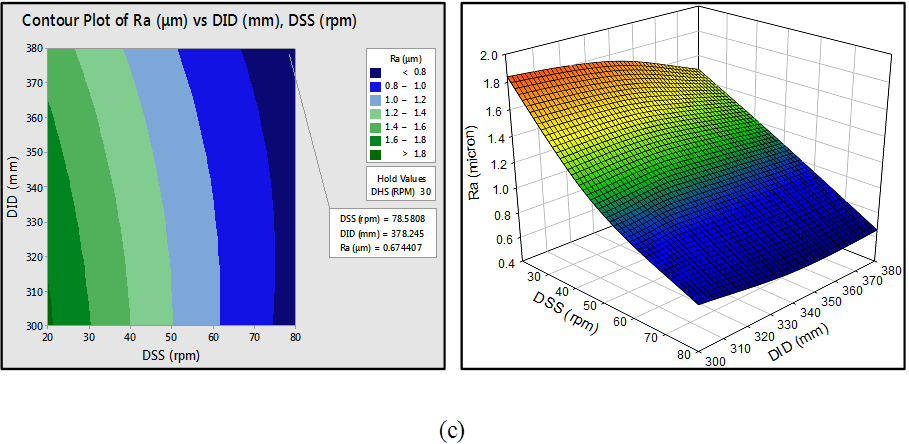 Contour Plot of Ra (µm) vs DID (mm), DSS (rpm)
380
370
360
350
340
330
320
310
300
DID (mm)
20 30 40 50 60 70 80
DSS (rpm)
Ra (µm)
< 0.8
0.8 – 1.0
1.0 – 1.2
1.2 – 1.4
1.4 – 1.6
1.6 – 1.8
> 1.8
Hold Values
DHS (RPM) 30
DSS (rpm) = 78.5808
DID (mm) = 378.245
Ra (µm) = 0.674407
2.0
1.8
1.6
1.4
1.2
1.0
0.8
0.6
0.4
Ra (micron)
30
40
50
60
70
80
DSS (rpm)
300
310
320
330
340
350
360
370
380
DID (mm)
(c)